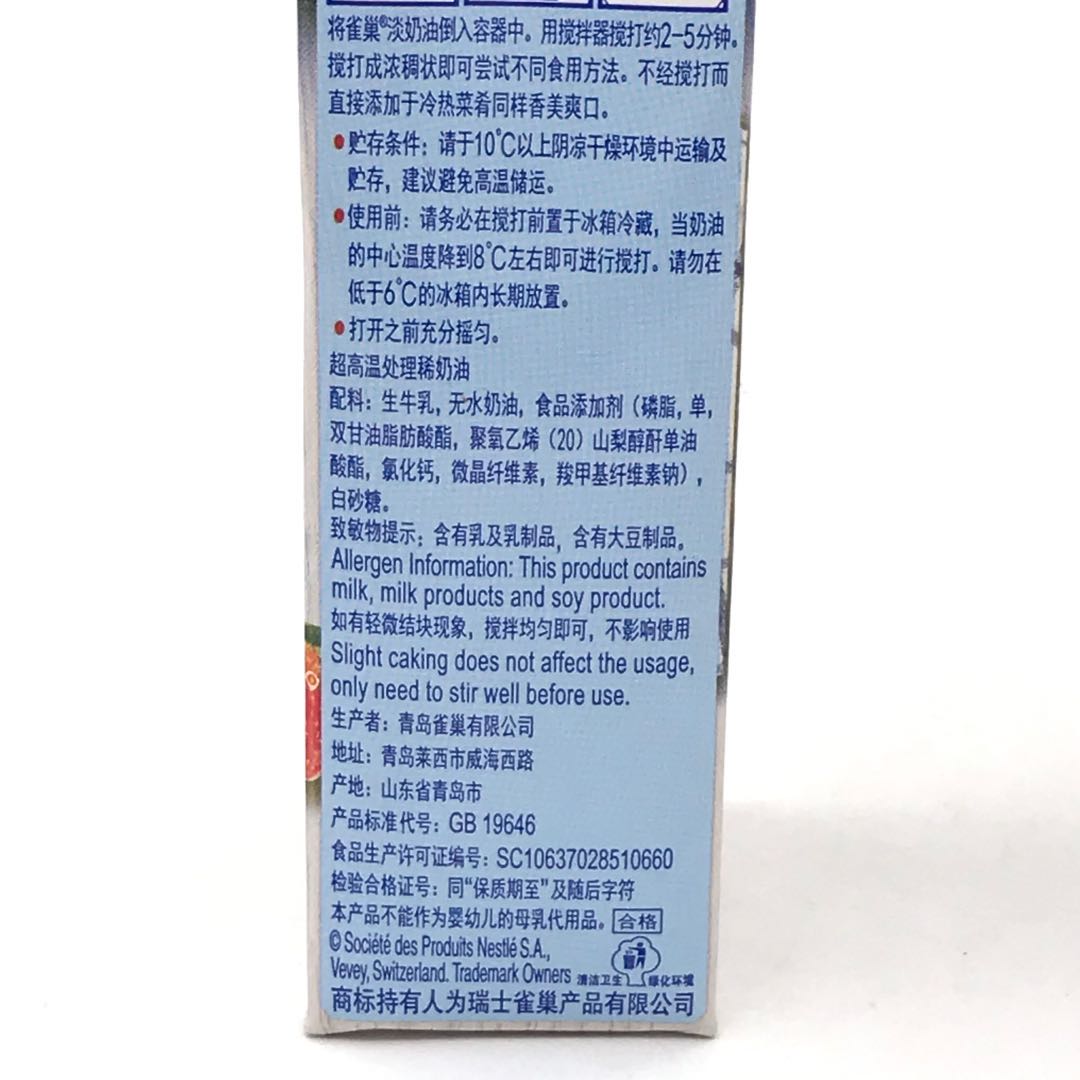 将雀巢®淡奶油倒入容器中。用搅拌器搅打约2-5分钟。
搅打成浓稠状即可尝试不同食用方法。不经搅打而
直接添加于冷热菜肴同样香美爽口。
●贮存条件：请于10℃以上阴凉干燥环境中运输及
贮存，建议避免高温储运。
●使用前：请务必在搅打前置于冰箱冷藏，当奶油
的中心温度降到8℃左右即可进行搅打。请勿在
低于6℃的冰箱内长期放置。
●打开之前充分摇匀。
超高温处理稀奶油
配料：生牛乳，无水奶油，食品添加剂（磷脂，单，
双甘油脂肪酸酯，聚氧乙烯（20）山梨醇酐单油
酸酯，氯化钙，微晶纤维素，羧甲基纤维素钠），
白砂糖。
致敏物提示：含有乳及乳制品，含有大豆制品。
Allergen Information: This product contains
milk, milk products and soy product.
如有轻微结块现象，搅拌均匀即可，不影响使用
Slight caking does not affect the usage,
only need to stir well before use.
生产者：青岛雀巢有限公司
地址：青岛莱西市威海西路
产地：山东省青岛市
产品标准代号：GB 19646
食品生产许可证编号：SC10637028510660
检验合格证号：同“保质期至”及随后字符
本产品不能作为婴幼儿的母乳代用品。合格
©Société des Produits Nestlé S.A.,
Vevey, Switzerland. Trademark Owners 清洁卫生 绿化环境
商标持有人为瑞士雀巢产品有限公司